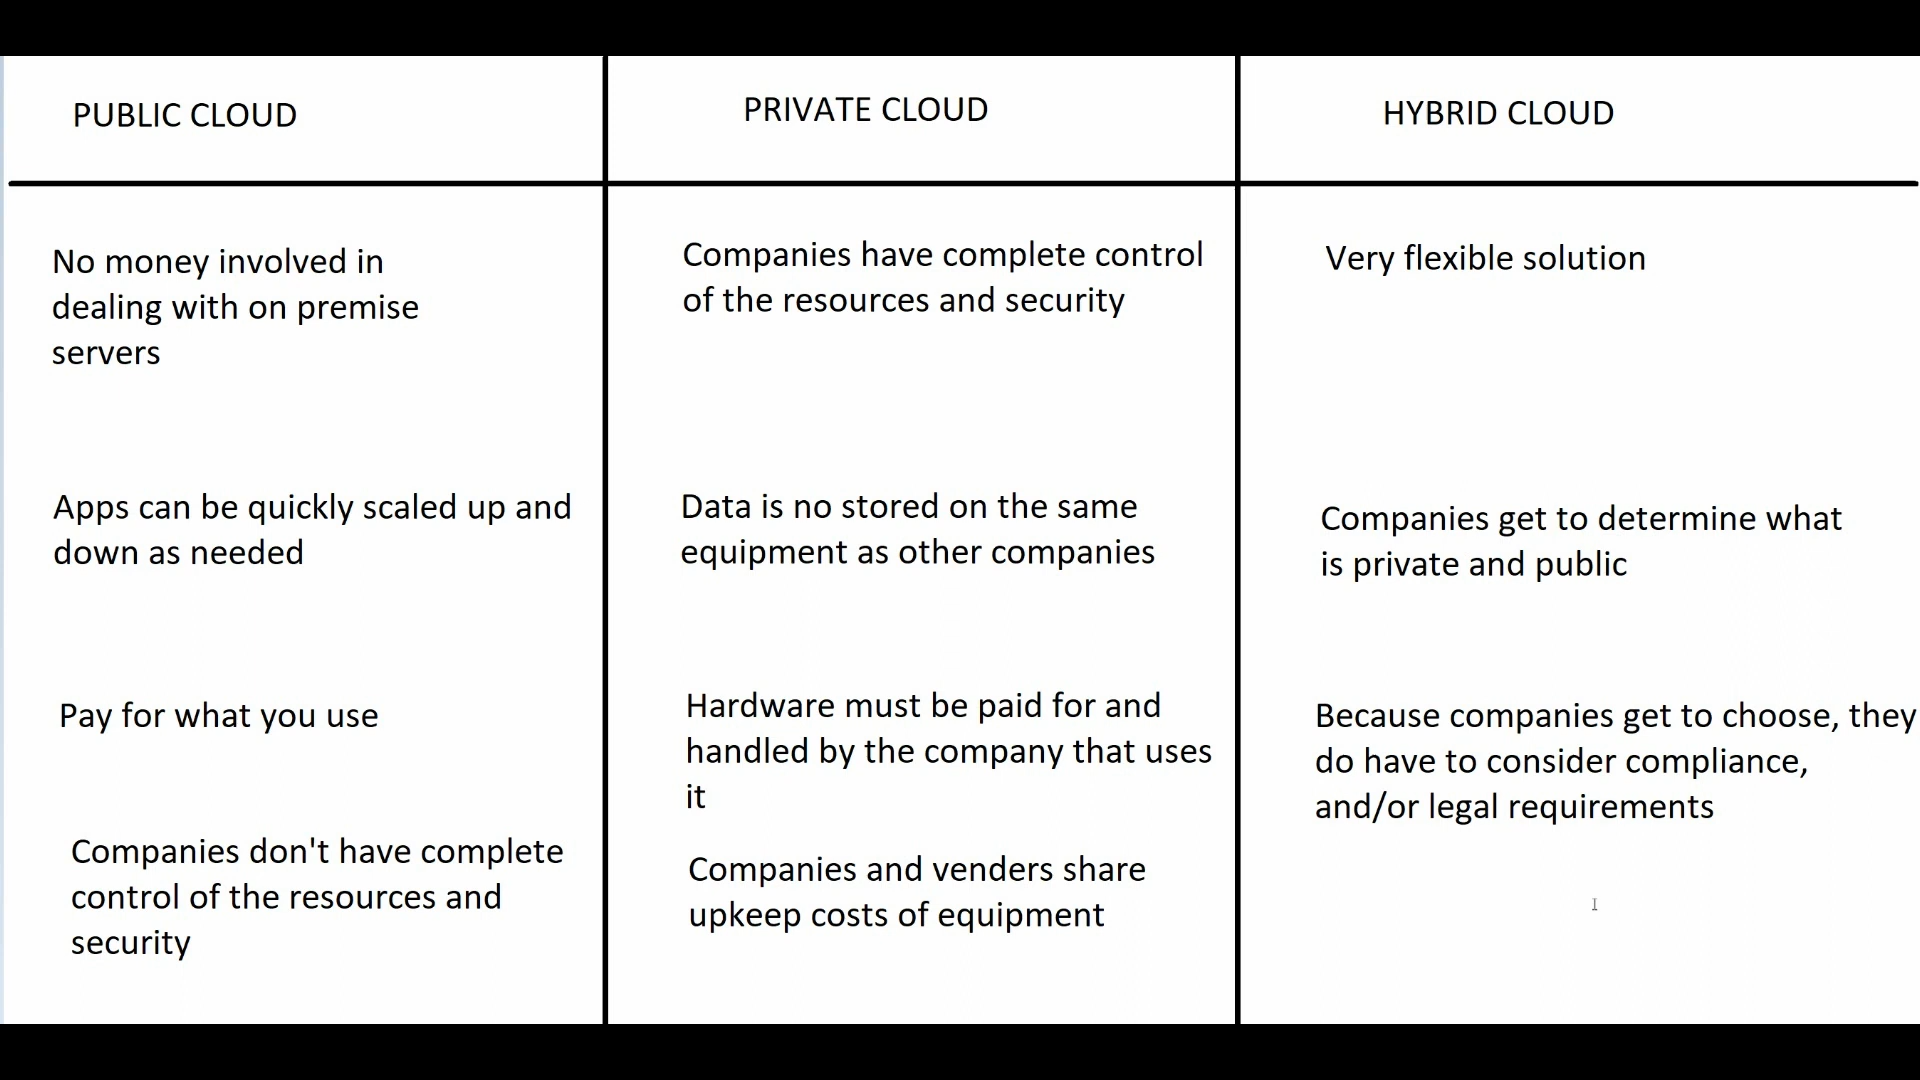 PUBLIC CLOUD
PRIVATE CLOUD
HYBRID CLOUD
No money involved in
dealing with on premise
servers
Companies have complete control
of the resources and security
Very flexible solution
Apps can be quickly scaled up and
down as needed
Data is no stored on the same
equipment as other companies
Companies get to determine what
is private and public
Pay for what you use
Hardware must be paid for and
handled by the company that uses
it
Because companies get to choose, they
do have to consider compliance,
and/or legal requirements
Companies don't have complete
control of the resources and
security
Companies and venders share
upkeep costs of equipment